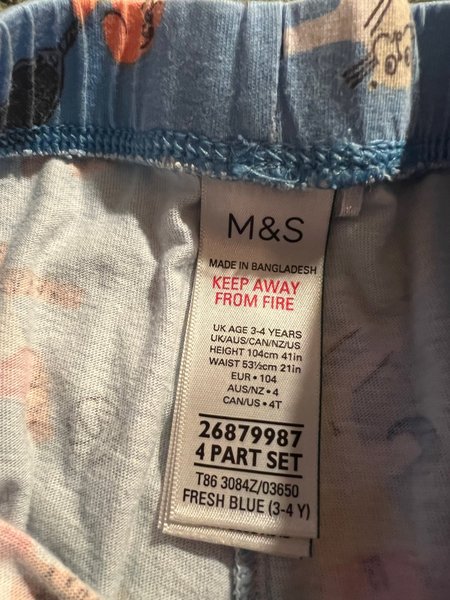 M&S
MADE IN BANGLADESH
KEEP AWAY
FROM FIRE
UK AGE 3-4 YEARS
UK/AUS/CAN/NZ/US
HEIGHT 104cm 41in
WAIST 53½cm 21in
EUR • 104
AUS/NZ • 4
CAN/US • 4T
26879987
4 PART SET
T86 3084Z/03650
FRESH BLUE (3-4 Y)